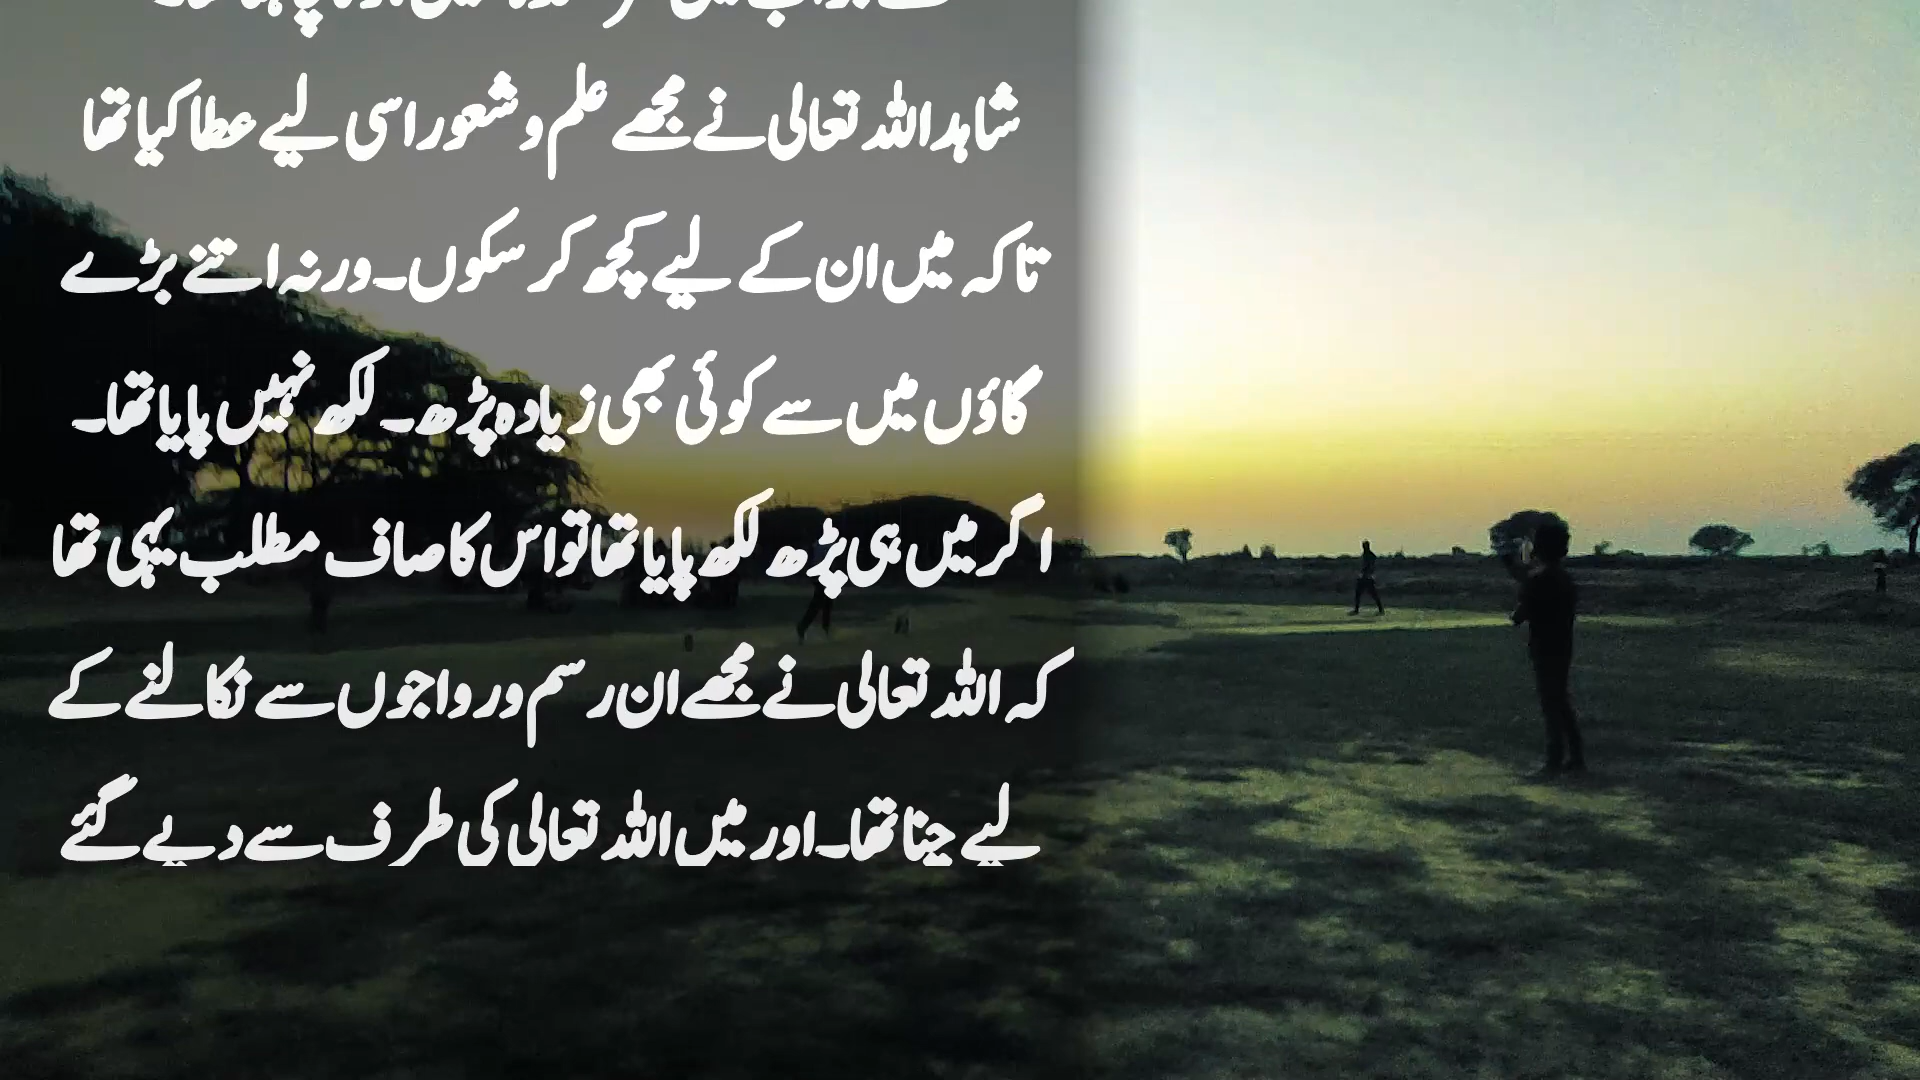 شاہد اللہ تعالی نے مجھے علم و شعور اسی لیے عطا کیا تھا
تاکہ میں ان کے لیے کچھ کر سکوں۔ ورنہ اتنے بڑے
گاؤں میں سے کوئی بھی زیادہ پڑھ۔ لکھ نہیں پایا تھا۔
اگر میں ہی پڑھ لکھ پایا تھا تو اس کا صاف مطلب یہی تھا
کہ اللہ تعالی نے مجھے ان رسم ور واجوں سے نکالنے کے
لیے چنا تھا۔ اور میں اللہ تعالی کی طرف سے دیے گئے